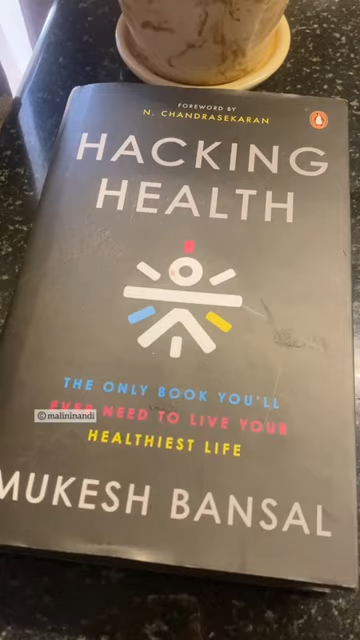 FOREWORD BY
N. CHANDRASEKARAN
HACKING
HEALTH
THE ONLY BOOK YOU'LL
EVER NEED TO LIVE YOUR
©malininandi
HEALTHIEST LIFE
MUKESH BANSAL